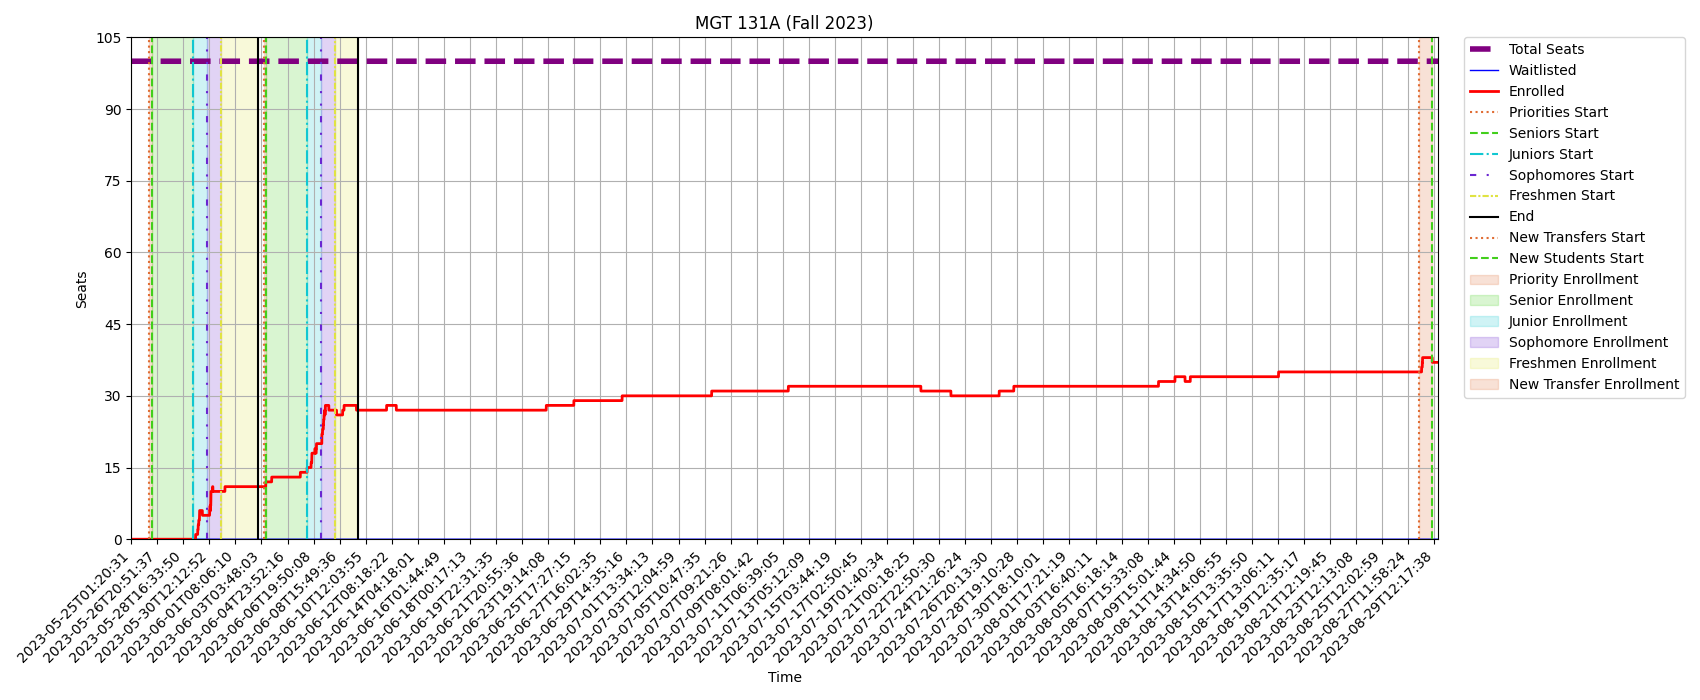 MGT 131A (Fall 2023)
105
90
75
60
45
30
15
0
Seats
2023-05-25T01:20:31
2023-05-26T20:51:37
2023-05-28T16:33:50
2023-05-30T12:12:52
2023-06-01T08:06:10
2023-06-03T03:48:03
2023-06-04T23:52:16
2023-06-06T19:50:08
2023-06-08T15:49:36
2023-06-10T12:03:55
2023-06-12T08:18:22
2023-06-14T04:18:01
2023-06-16T01:44:49
2023-06-18T00:17:13
2023-06-19T22:31:35
2023-06-21T20:55:36
2023-06-23T19:14:08
2023-06-25T17:27:15
2023-06-27T16:02:35
2023-06-29T14:35:16
2023-07-01T13:34:13
2023-07-03T12:04:59
2023-07-05T10:47:35
2023-07-07T09:21:26
2023-07-09T08:01:42
2023-07-11T06:39:05
2023-07-13T05:12:09
2023-07-15T03:44:19
2023-07-17T02:50:45
2023-07-19T01:40:34
2023-07-21T00:18:25
2023-07-22T22:50:30
2023-07-24T21:26:24
2023-07-26T20:13:30
2023-07-28T19:10:28
2023-07-30T18:10:01
2023-08-01T17:21:19
2023-08-03T16:40:11
2023-08-05T16:18:14
2023-08-07T15:33:08
2023-08-09T15:01:44
2023-08-11T14:34:50
2023-08-13T14:06:55
2023-08-15T13:35:50
2023-08-17T13:06:11
2023-08-19T12:35:17
2023-08-21T12:19:45
2023-08-23T12:13:08
2023-08-25T12:02:59
2023-08-27T11:58:24
2023-08-29T12:17:38
Time
Total Seats
Waitlisted
Enrolled
Priorities Start
Seniors Start
Juniors Start
Sophomores Start
Freshmen Start
End
New Transfers Start
New Students Start
Priority Enrollment
Senior Enrollment
Junior Enrollment
Sophomore Enrollment
Freshmen Enrollment
New Transfer Enrollment